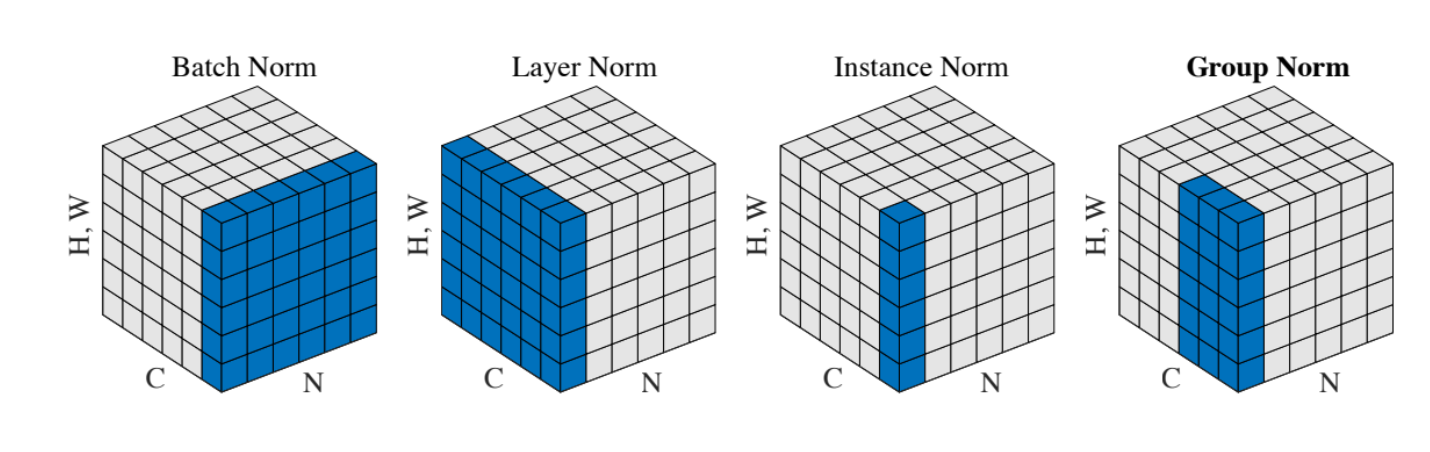 Batch Norm
Layer Norm
Instance Norm
Group Norm
H, W
C
N
H, W
C
N
H, W
C
N
H, W
C
N